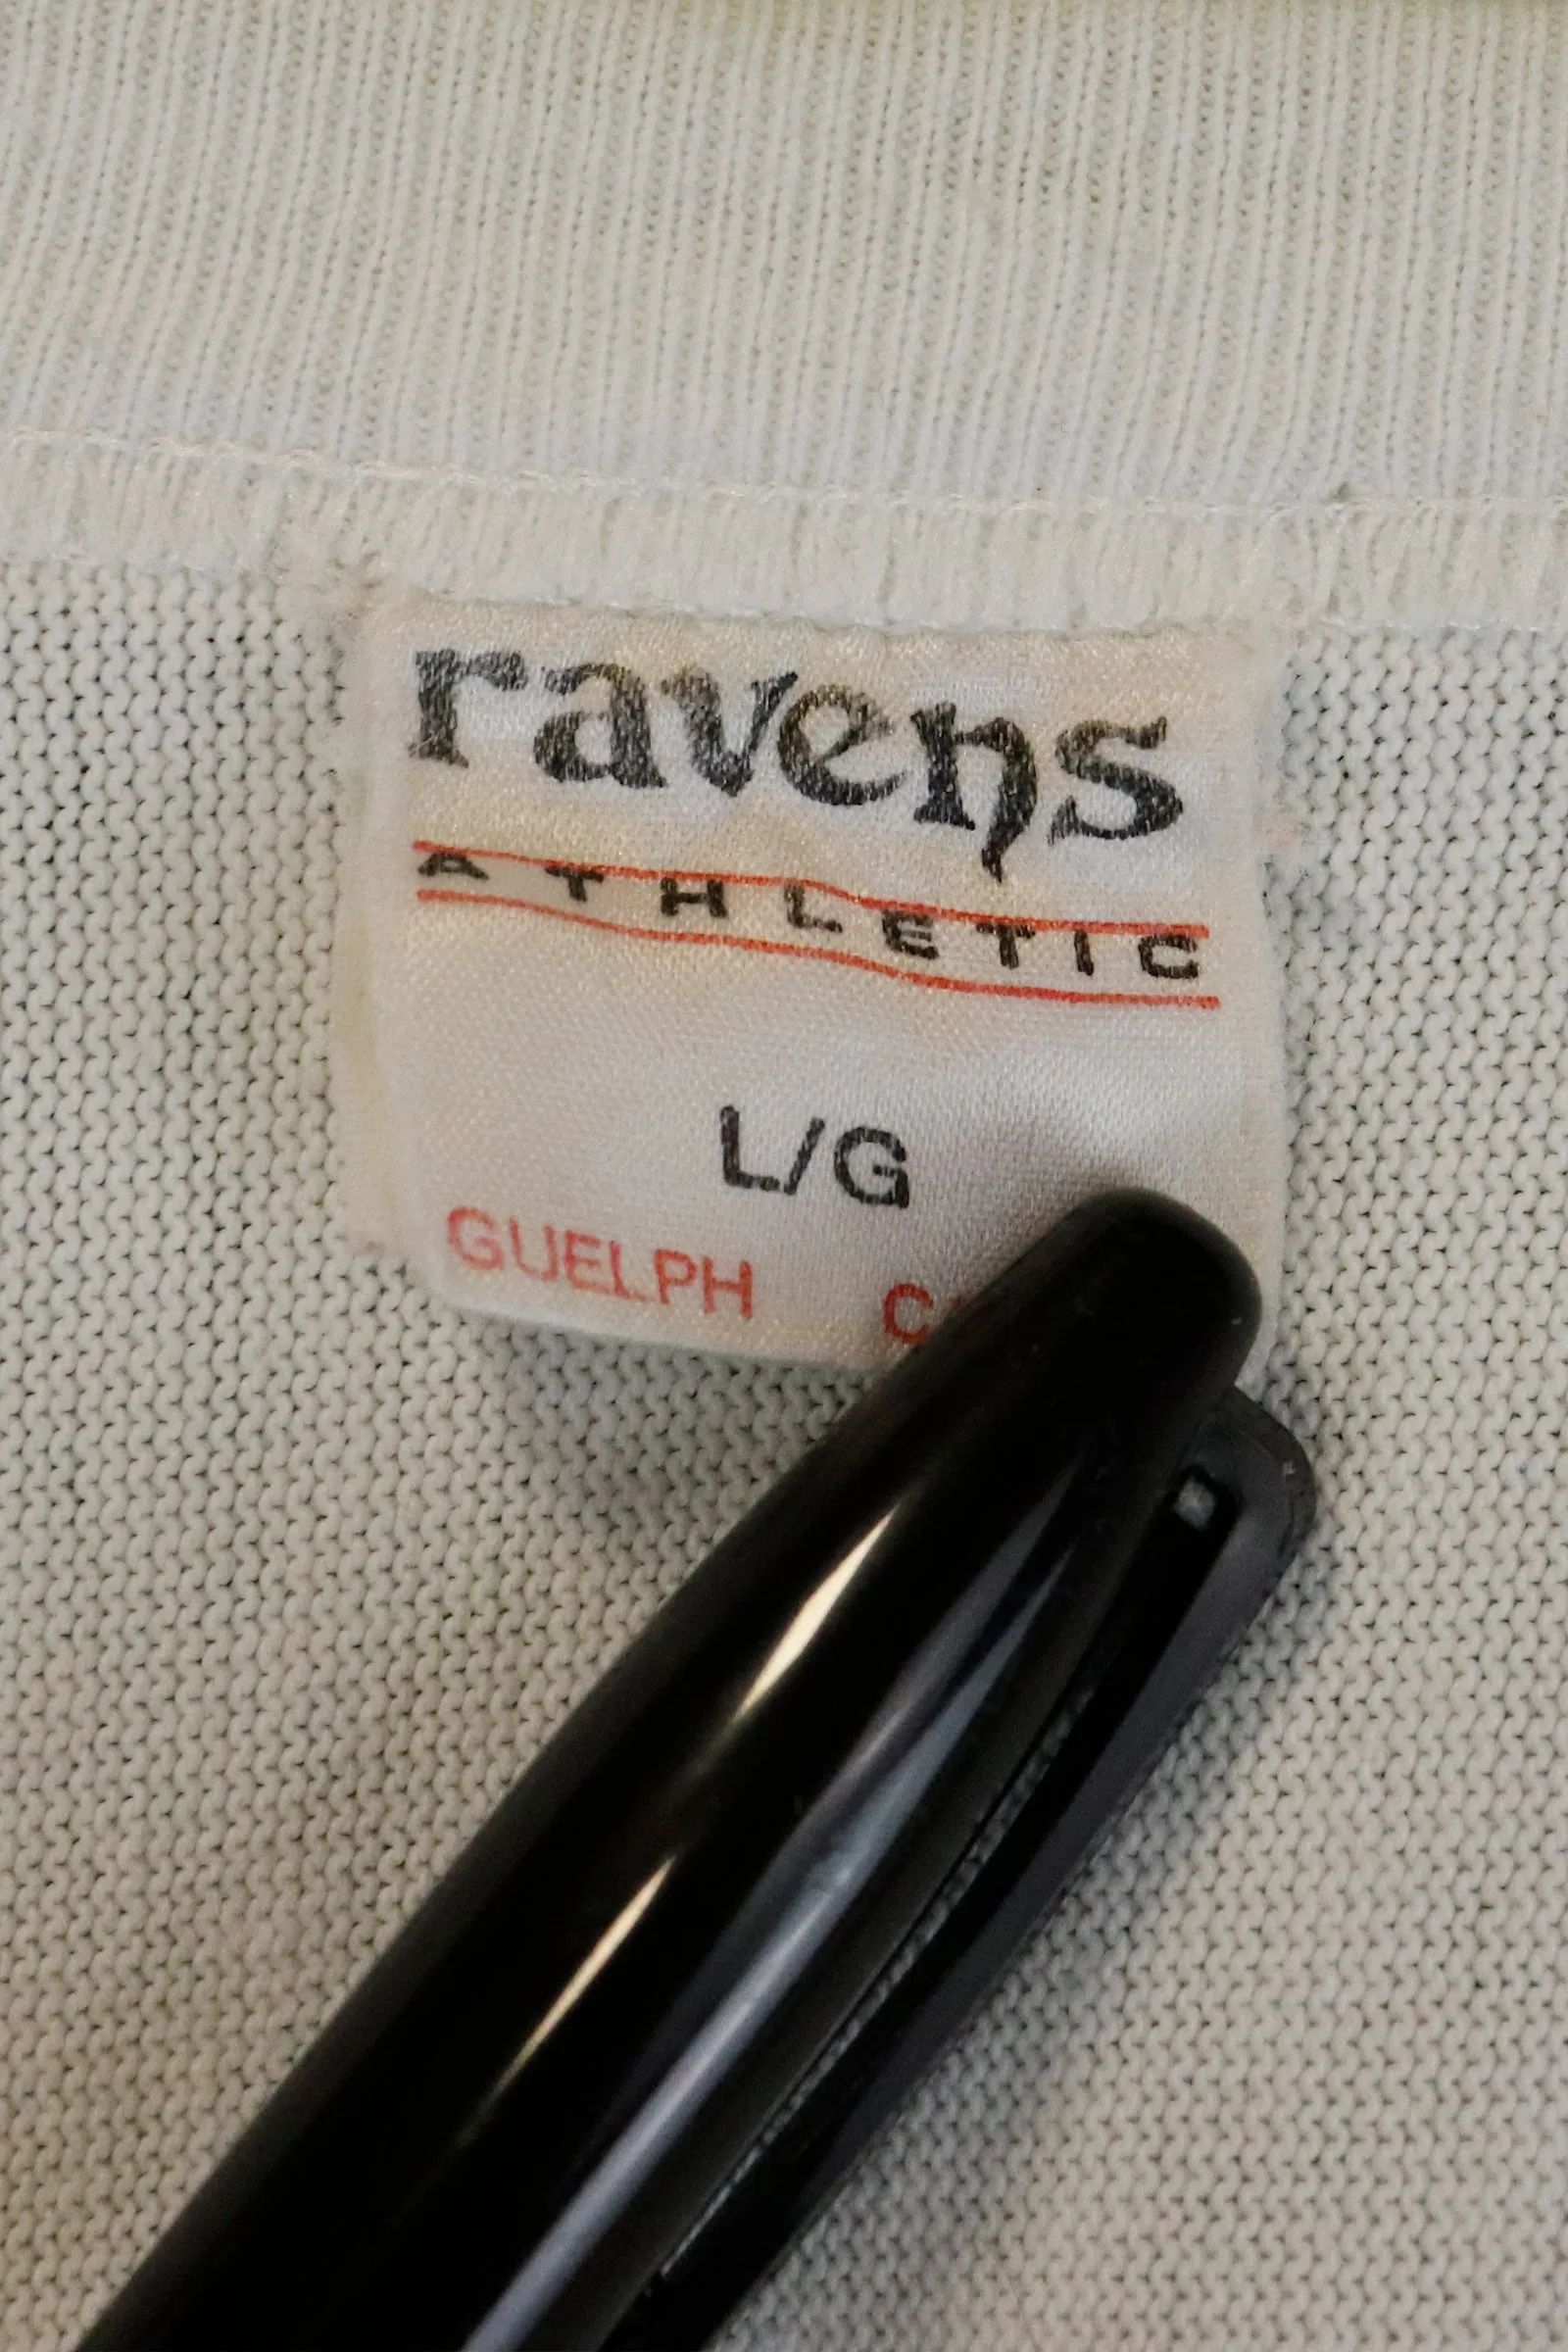 ravens
ATHLETIC
L/G
GUELPH